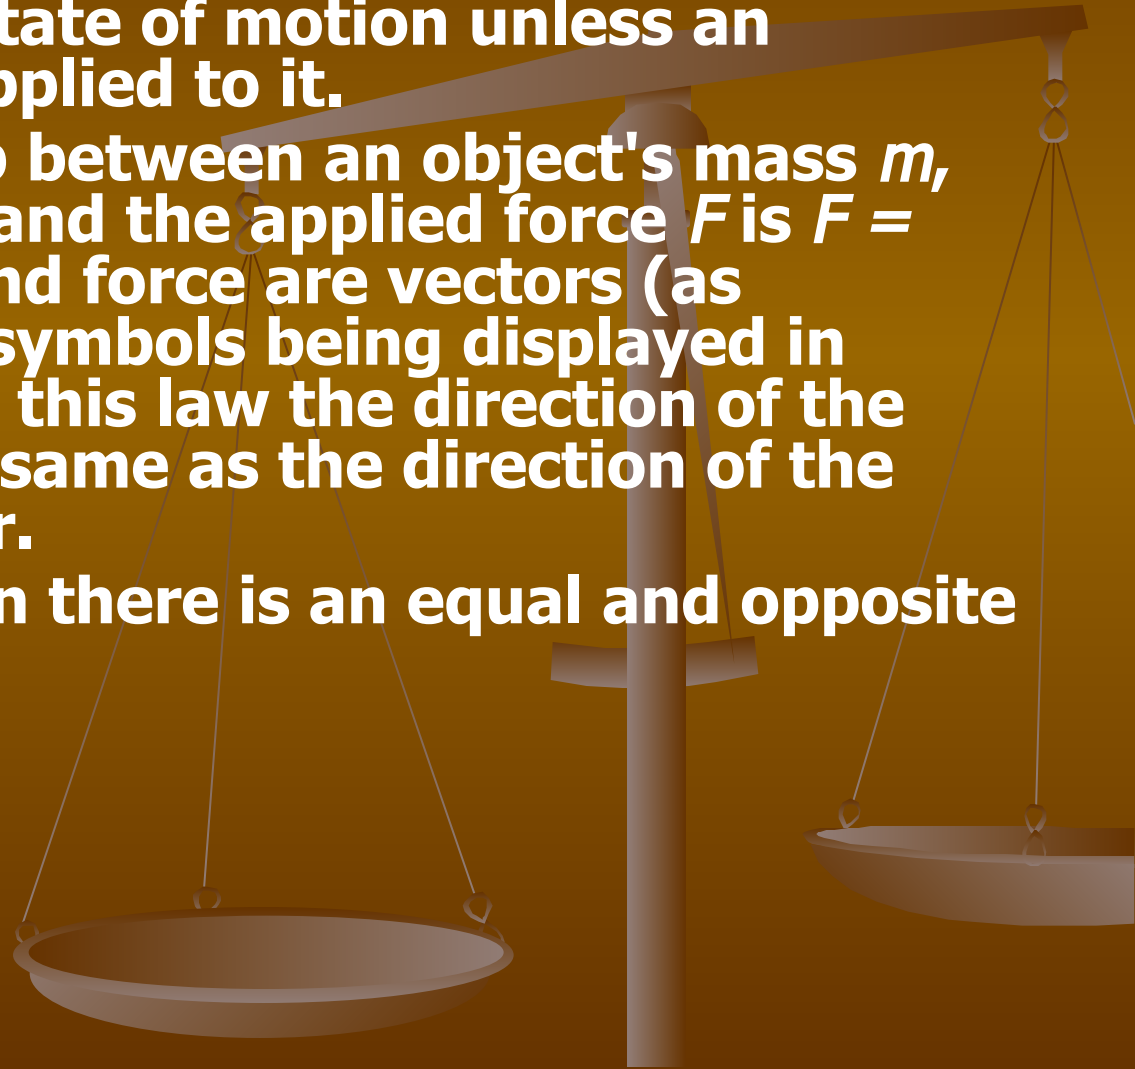 tate of motion unless an
pplied to it.
between an object's mass m,
and the applied force F is F =
nd force are vectors (as
symbols being displayed in
this law the direction of the
same as the direction of the
r.
n there is an equal and opposite